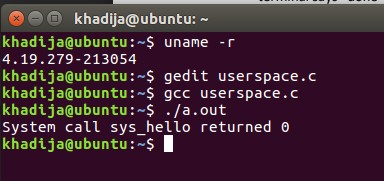 khadija@ubuntu: ~
khadija@ubuntu:~$ uname -r
4.19.279-213054
khadija@ubuntu:~$ gedit userspace.c
khadija@ubuntu:~$ gcc userspace.c
khadija@ubuntu:~$ ./a.out
System call sys_hello returned 0
khadija@ubuntu:~$